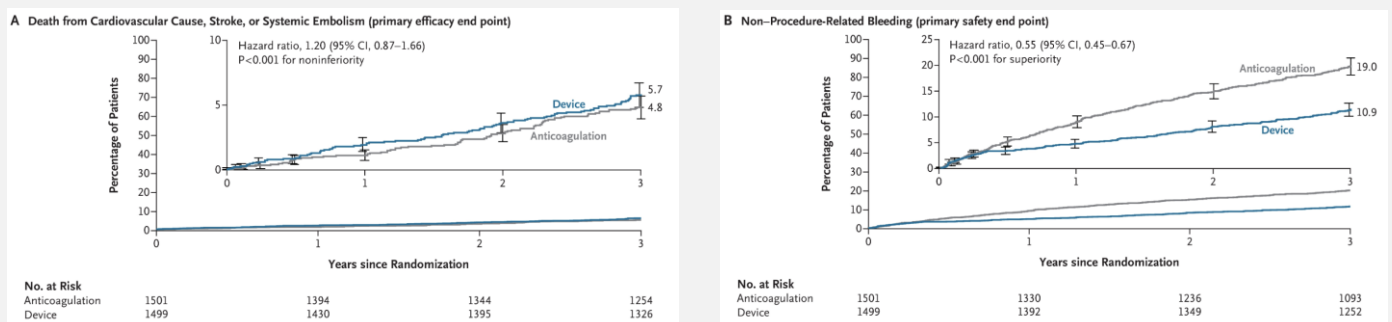 A Death from Cardiovascular Cause, Stroke, or Systemic Embolism (primary efficacy end point)
Percentage of Patients
100
90
80
70
60
50
40
30
20
10
0
10
5
0
Hazard ratio, 1.20 (95% CI, 0.87–1.66)
P<0.001 for noninferiority
Device
Anticoagulation
5.7
4.8
0 1 2 3
0 1 2 3
Years since Randomization
No. at Risk
Anticoagulation 1501 1394 1344 1254
Device 1499 1430 1395 1326
B Non–Procedure-Related Bleeding (primary safety end point)
Percentage of Patients
100
90
80
70
60
50
40
30
20
10
0
25
20
15
10
5
0
Hazard ratio, 0.55 (95% CI, 0.45–0.67)
P<0.001 for superiority
Anticoagulation
Device
19.0
10.9
0 1 2 3
0 1 2 3
Years since Randomization
No. at Risk
Anticoagulation 1501 1330 1236 1093
Device 1499 1392 1349 1252